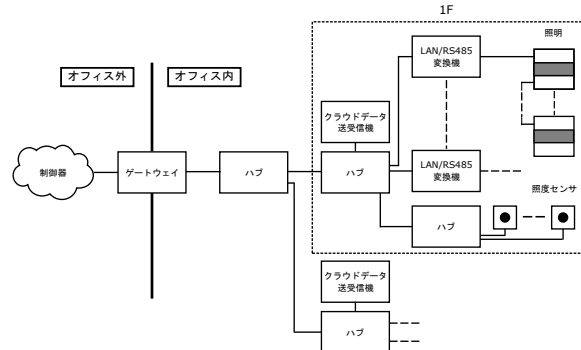 1F
照明
オフィス外
オフィス内
LAN/RS485
変換機
クラウドデータ
送受信機
制御器
ゲートウェイ
ハブ
ハブ
LAN/RS485
変換機
照度センサ
ハブ
クラウドデータ
送受信機
ハブ